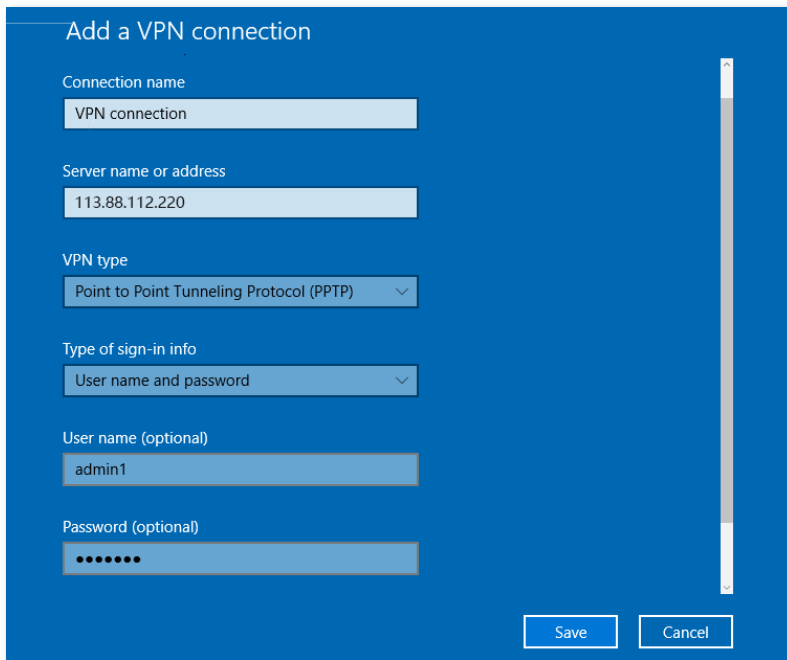 Add a VPN connection
Connection name
VPN connection
Server name or address
113.88.112.220
VPN type
Point to Point Tunneling Protocol (PPTP)
Type of sign-in info
User name and password
User name (optional)
admin1
Password (optional)
●●●●●●●
Save
Cancel